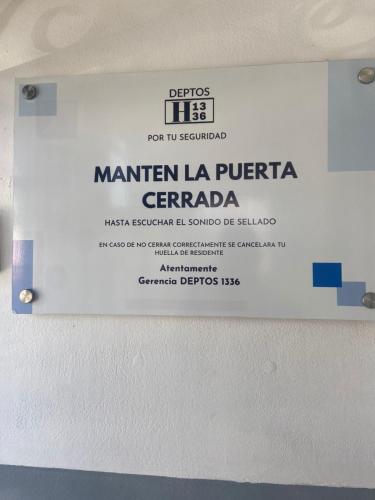 DEPTOS
H 13
36
POR TU SEGURIDAD
MANTEN LA PUERTA
CERRADA
HASTA ESCUCHAR EL SONIDO DE SELLADO
EN CASO DE NO CERRAR CORRECTAMENTE SE CANCELARA TU
HUELLA DE RESIDENTE
Atentamente
Gerencia DEPTOS 1336